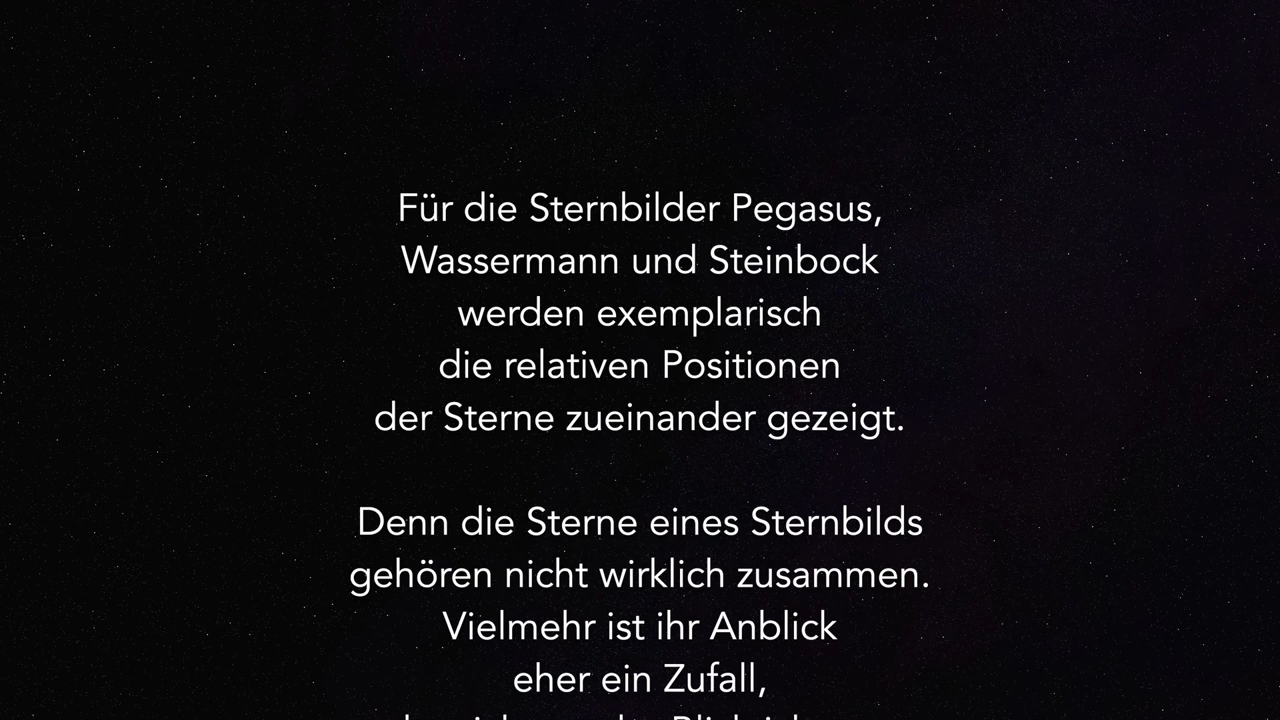 Für die Sternbilder Pegasus,
Wassermann und Steinbock
werden exemplarisch
die relativen Positionen
der Sterne zueinander gezeigt.
Denn die Sterne eines Sternbilds
gehören nicht wirklich zusammen.
Vielmehr ist ihr Anblick
eher ein Zufall,